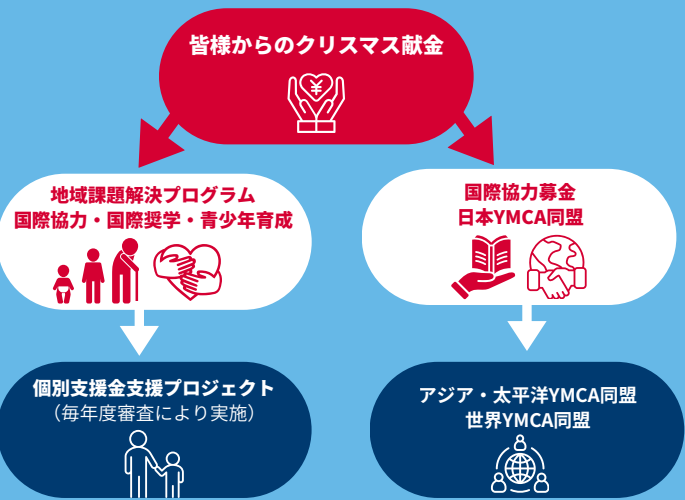 皆様からのクリスマス献金
¥
地域課題解決プログラム
国際協力・国際奨学・青少年育成
国際協力募金
日本YMCA同盟
個別支援金支援プロジェクト
（毎年度審査により実施）
アジア・太平洋YMCA同盟
世界YMCA同盟